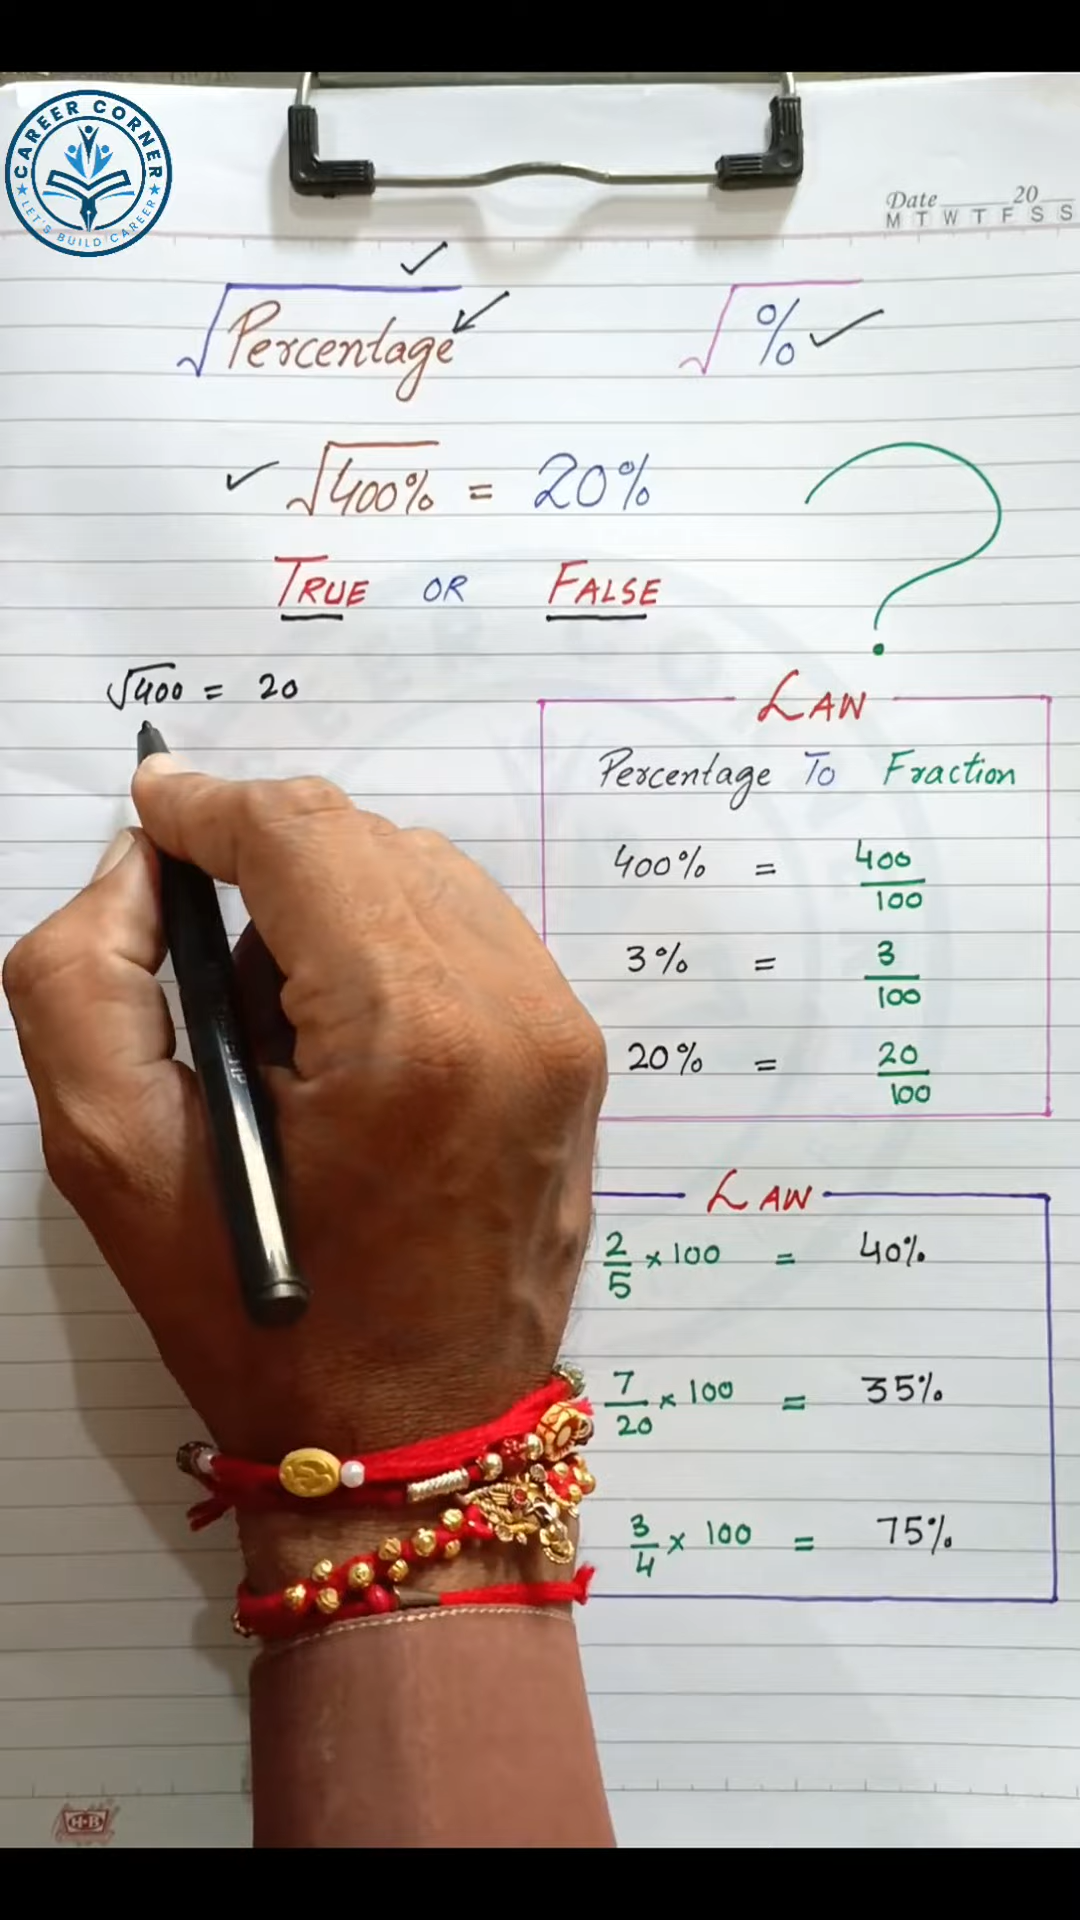 CAREER CORNER
LET'S BUILD CAREER
Date 20
M T W T F S S
√Percentage √%
√400% = 20%
TRUE OR FALSE
?
√400 = 20
LAW
Percentage To Fraction
400% = 400/100
3% = 3/100
20% = 20/100
LAW
2/5 × 100 = 40%
7/20 × 100 = 35%
3/4 × 100 = 75%
H-B